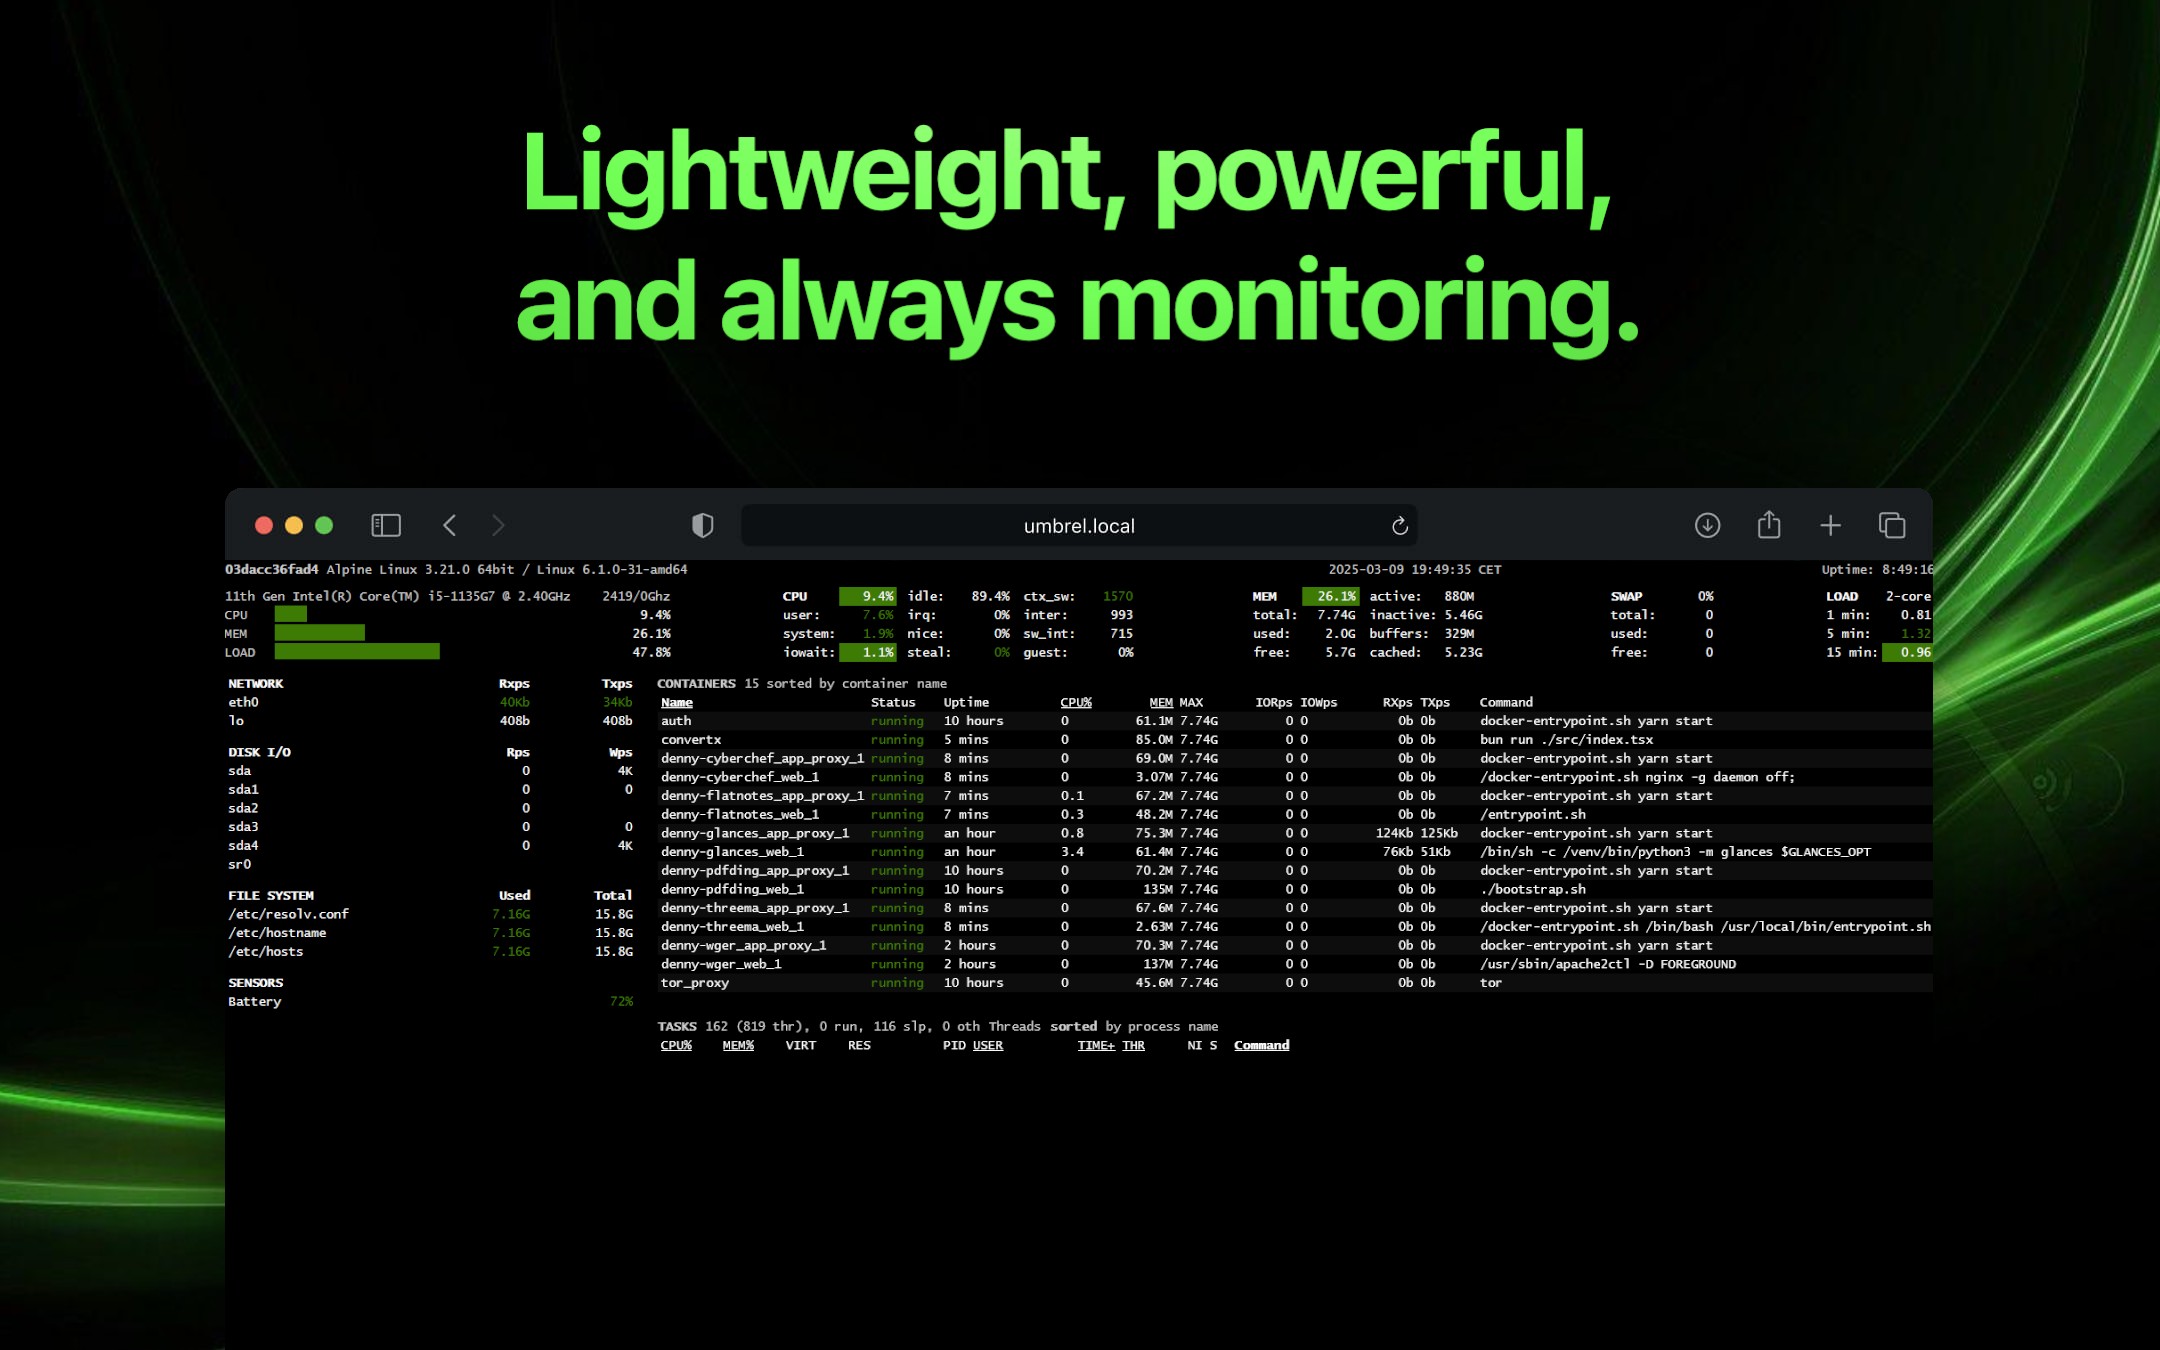 Lightweight, powerful,
and always monitoring.
umbrel.local
03dacc36fad4 Alpine Linux 3.21.0 64bit / Linux 6.1.0-31-amd64 2025-03-09 19:49:35 CET Uptime: 8:49:16
11th Gen Intel(R) Core(TM) i5-1135G7 @ 2.40GHz 2419/0Ghz CPU 9.4% idle: 89.4% ctx_sw: 1570 MEM 26.1% active: 880M SWAP 0% LOAD 2-core
CPU 9.4% user: 7.6% irq: 0% inter: 993 total: 7.74G inactive: 5.46G total: 0 1 min: 0.81
MEM 26.1% system: 1.9% nice: 0% sw_int: 715 used: 2.0G buffers: 329M used: 0 5 min: 1.32
LOAD 47.8% iowait: 1.1% steal: 0% guest: 0% free: 5.7G cached: 5.23G free: 0 15 min: 0.96
NETWORK Rxps Txps
eth0 40Kb 34Kb
lo 408b 408b
DISK I/O Rps Wps
sda 0 4K
sda1 0 0
sda2 0
sda3 0 0
sda4 0 4K
sr0
FILE SYSTEM Used Total
/etc/resolv.conf 7.16G 15.8G
/etc/hostname 7.16G 15.8G
/etc/hosts 7.16G 15.8G
SENSORS
Battery 72%
CONTAINERS 15 sorted by container name
Name Status Uptime CPU% MEM MAX IORps IOWps RXps TXps Command
auth running 10 hours 0 61.1M 7.74G 0 0 0b 0b docker-entrypoint.sh yarn start
convertx running 5 mins 0 85.0M 7.74G 0 0 0b 0b bun run ./src/index.tsx
denny-cyberchef_app_proxy_1 running 8 mins 0 69.0M 7.74G 0 0 0b 0b docker-entrypoint.sh yarn start
denny-cyberchef_web_1 running 8 mins 0 3.07M 7.74G 0 0 0b 0b /docker-entrypoint.sh nginx -g daemon off;
denny-flatnotes_app_proxy_1 running 7 mins 0.1 67.2M 7.74G 0 0 0b 0b docker-entrypoint.sh yarn start
denny-flatnotes_web_1 running 7 mins 0.3 48.2M 7.74G 0 0 0b 0b /entrypoint.sh
denny-glances_app_proxy_1 running an hour 0.8 75.3M 7.74G 0 0 124Kb 125Kb docker-entrypoint.sh yarn start
denny-glances_web_1 running an hour 3.4 61.4M 7.74G 0 0 76Kb 51Kb /bin/sh -c /venv/bin/python3 -m glances $GLANCES_OPT
denny-pdfding_app_proxy_1 running 10 hours 0 70.2M 7.74G 0 0 0b 0b docker-entrypoint.sh yarn start
denny-pdfding_web_1 running 10 hours 0 135M 7.74G 0 0 0b 0b ./bootstrap.sh
denny-threema_app_proxy_1 running 8 mins 0 67.6M 7.74G 0 0 0b 0b docker-entrypoint.sh yarn start
denny-threema_web_1 running 8 mins 0 2.63M 7.74G 0 0 0b 0b /docker-entrypoint.sh /bin/bash /usr/local/bin/entrypoint.sh
denny-wger_app_proxy_1 running 2 hours 0 70.3M 7.74G 0 0 0b 0b docker-entrypoint.sh yarn start
denny-wger_web_1 running 2 hours 0 137M 7.74G 0 0 0b 0b /usr/sbin/apache2ctl -D FOREGROUND
tor_proxy running 10 hours 0 45.6M 7.74G 0 0 0b 0b tor
TASKS 162 (819 thr), 0 run, 116 slp, 0 oth Threads sorted by process name
CPU% MEM% VIRT RES PID USER TIME+ THR NI S Command